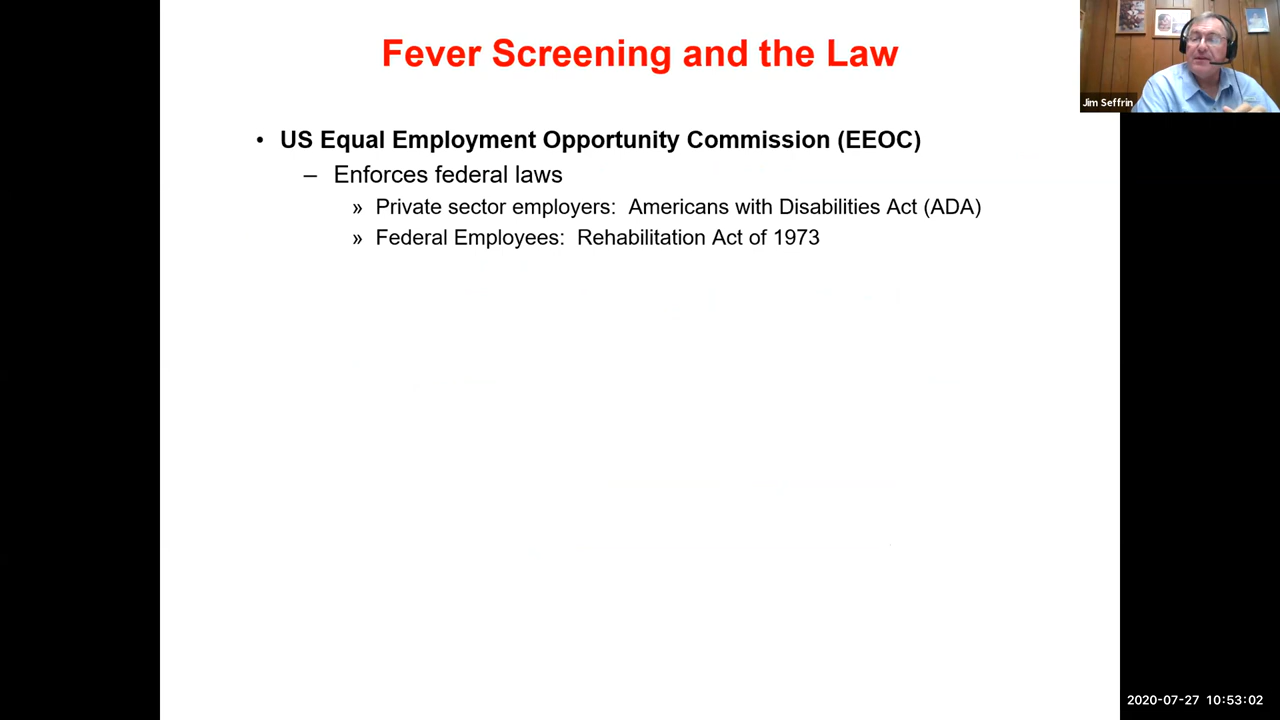 Fever Screening and the Law
Jim Seffrin
• US Equal Employment Opportunity Commission (EEOC)
– Enforces federal laws
» Private sector employers: Americans with Disabilities Act (ADA)
» Federal Employees: Rehabilitation Act of 1973
2020-07-27 10:53:02